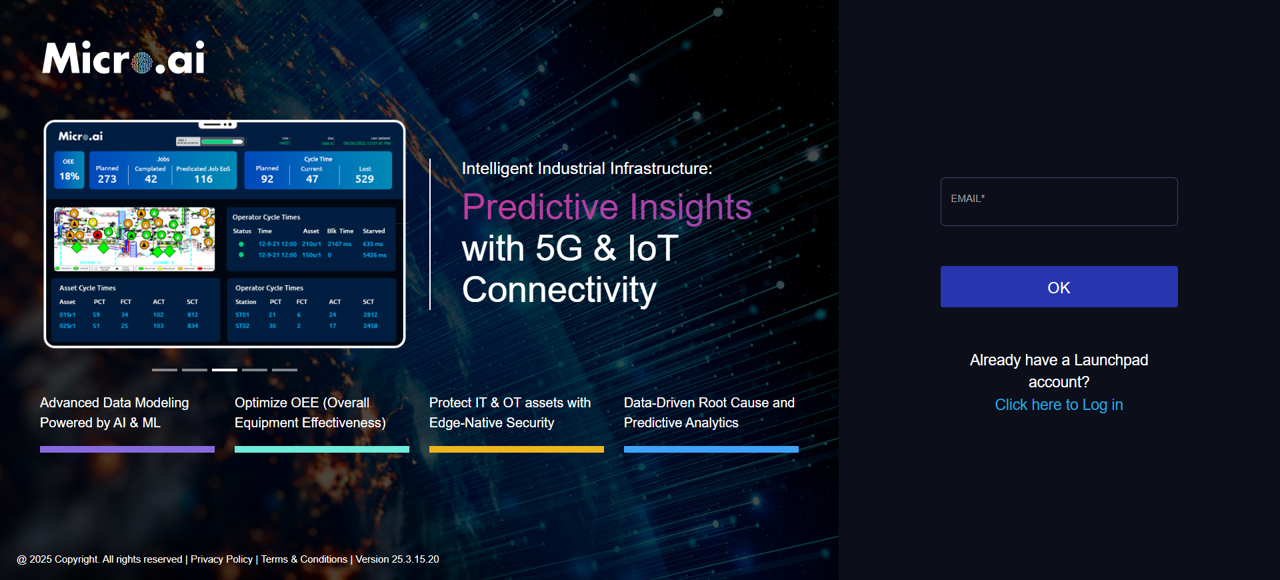 Micro.ai
Micro.ai
OEE
18%
Jobs
Planned
Completed
Predicated Job EoS
273
42
116
Cycle Time
Planned
Current
Lost
92
47
529
Operator Cycle Times
Status Time Asset Blk Time Starved
12-9-21 12:00 210sr1 2167 ms 635 ms
12-9-21 12:00 150sr1 0 5426 ms
Asset Cycle Times
Asset PCT FCT ACT SCT
01Sr1 59 34 102 812
02Sr1 51 25 103 834
Operator Cycle Times
Station PCT FCT ACT SCT
ST01 21 6 24 2812
ST02 30 2 17 2458
Intelligent Industrial Infrastructure:
Predictive Insights
with 5G & IoT
Connectivity
Advanced Data Modeling
Powered by AI & ML
Optimize OEE (Overall
Equipment Effectiveness)
Protect IT & OT assets with
Edge-Native Security
Data-Driven Root Cause and
Predictive Analytics
@ 2025 Copyright. All rights reserved | Privacy Policy | Terms & Conditions | Version 25.3.15.20
EMAIL*
OK
Already have a Launchpad
account?
Click here to Log in